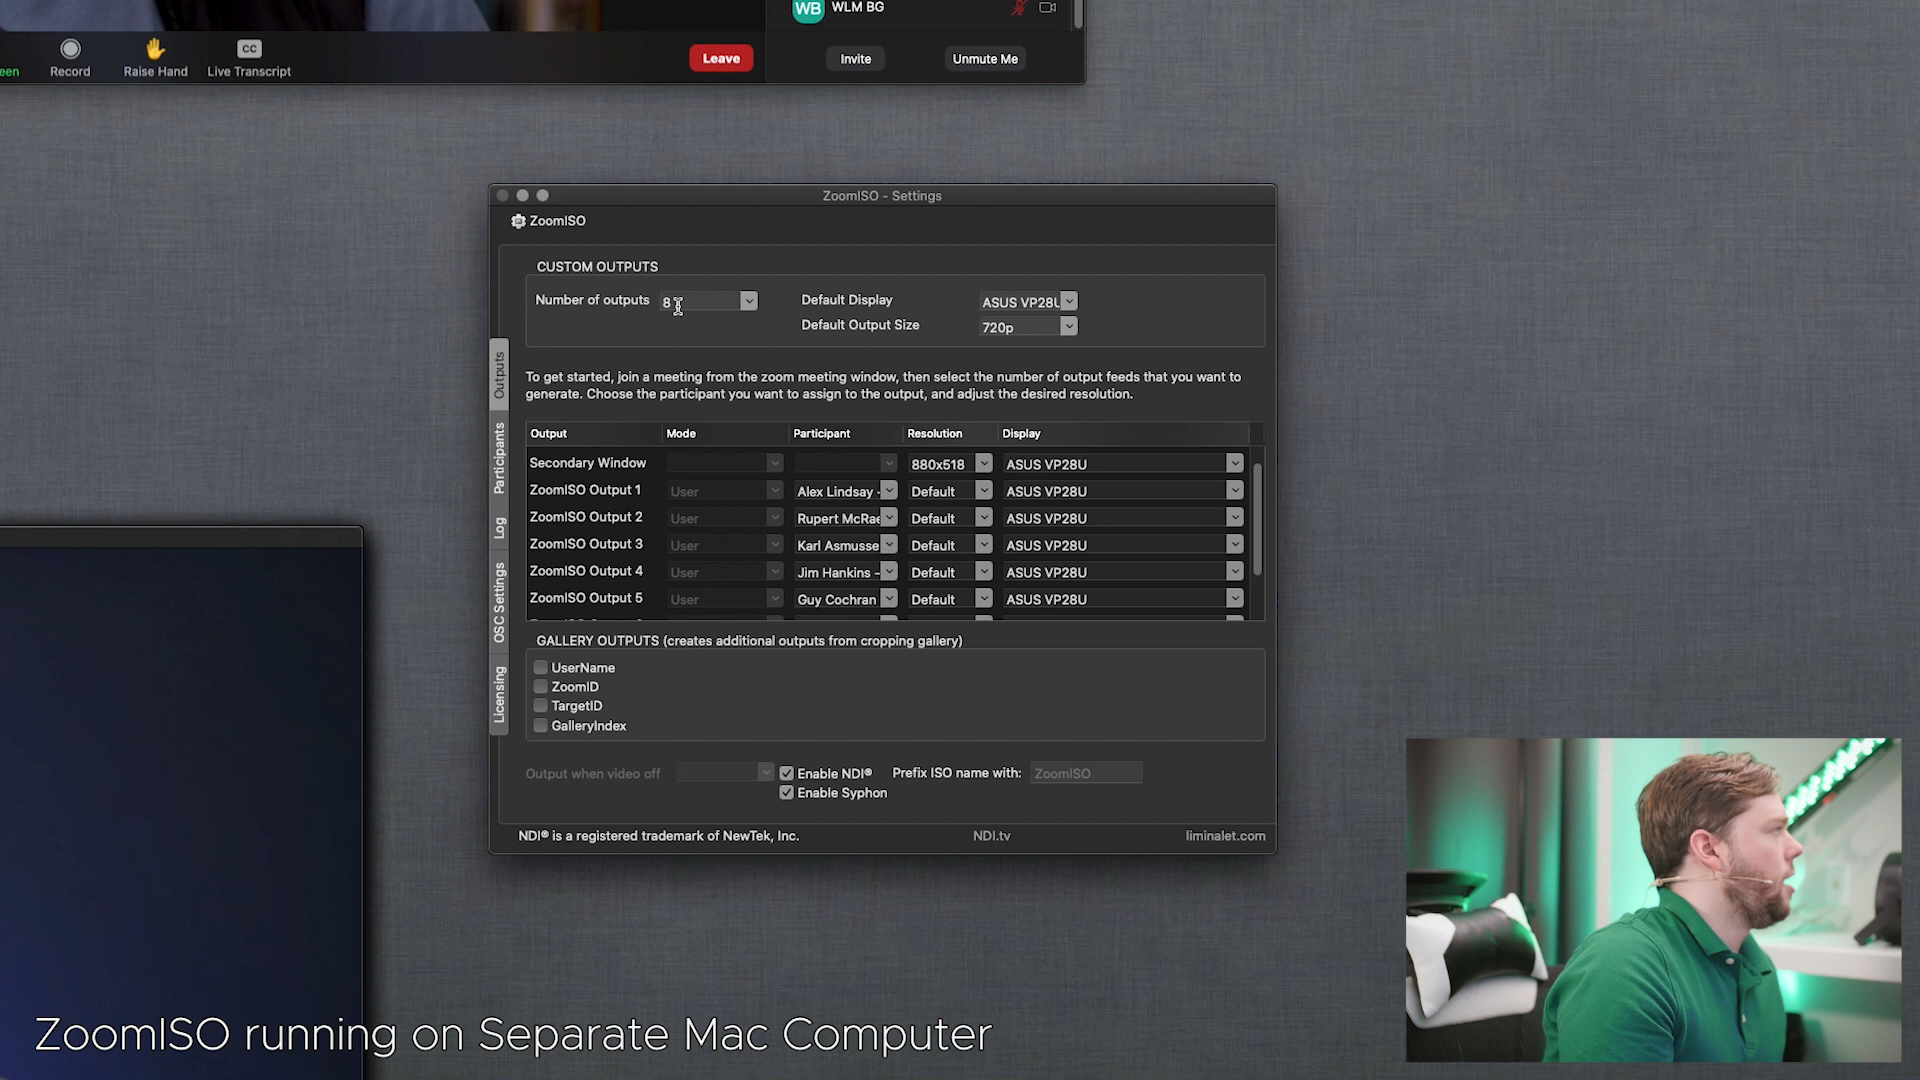 WB WLM BG
een Record Raise Hand CC Live Transcript Leave Invite Unmute Me
ZoomISO - Settings
ZoomISO
CUSTOM OUTPUTS
Number of outputs 8 Default Display ASUS VP28U
Default Output Size 720p
Outputs
Participants
Log
OSC Settings
Licensing
To get started, join a meeting from the zoom meeting window, then select the number of output feeds that you want to
generate. Choose the participant you want to assign to the output, and adjust the desired resolution.
Output Mode Participant Resolution Display
Secondary Window 880x518 ASUS VP28U
ZoomISO Output 1 User Alex Lindsay - Default ASUS VP28U
ZoomISO Output 2 User Rupert McRae Default ASUS VP28U
ZoomISO Output 3 User Karl Asmusse Default ASUS VP28U
ZoomISO Output 4 User Jim Hankins - Default ASUS VP28U
ZoomISO Output 5 User Guy Cochran Default ASUS VP28U
GALLERY OUTPUTS (creates additional outputs from cropping gallery)
UserName
ZoomID
TargetID
GalleryIndex
Output when video off Enable NDI® Prefix ISO name with: ZoomISO
Enable Syphon
NDI® is a registered trademark of NewTek, Inc. NDI.tv liminalet.com
ZoomISO running on Separate Mac Computer